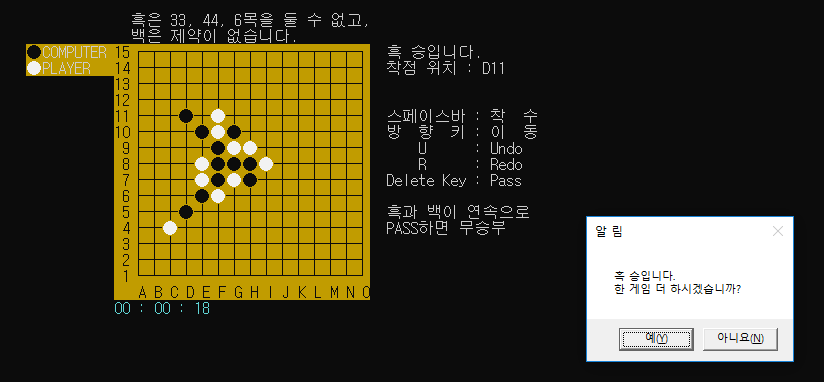 흑은 33, 44, 6목을 둘 수 없고,
백은 제약이 없습니다.
COMPUTER
PLAYER
15
14
13
12
11
10
9
8
7
6
5
4
3
2
1
A B C D E F G H I J K L M N O
00 : 00 : 18
흑 승입니다.
착점 위치 : D11
스페이스바 : 착 수
방 향 키 : 이 동
U : Undo
R : Redo
Delete Key : Pass
흑과 백이 연속으로
PASS하면 무승부
알 림
흑 승입니다.
한 게임 더 하시겠습니까?
예(Y)
아니요(N)